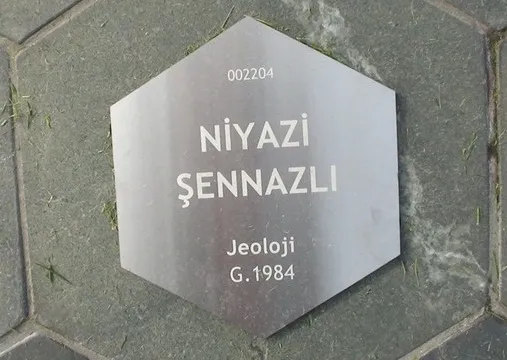 002204
NİYAZİ
ŞENNAZLI
Jeoloji
G.1984